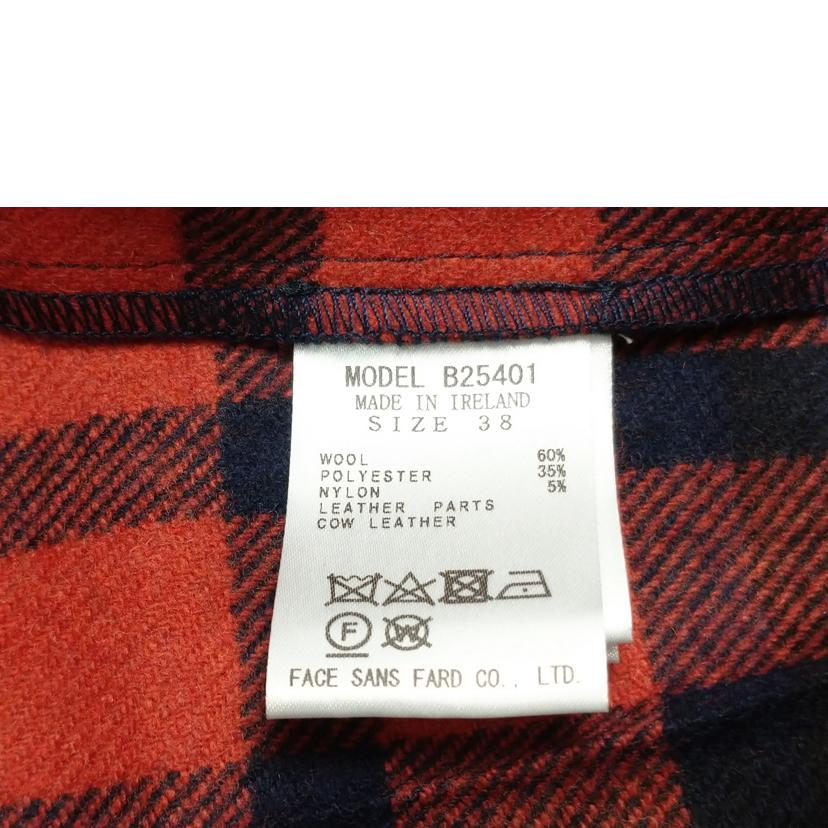 MODEL B25401
MADE IN IRELAND
SIZE 38
WOOL 60%
POLYESTER 35%
NYLON 5%
LEATHER PARTS
COW LEATHER
F W
FACE SANS FARD CO., LTD.